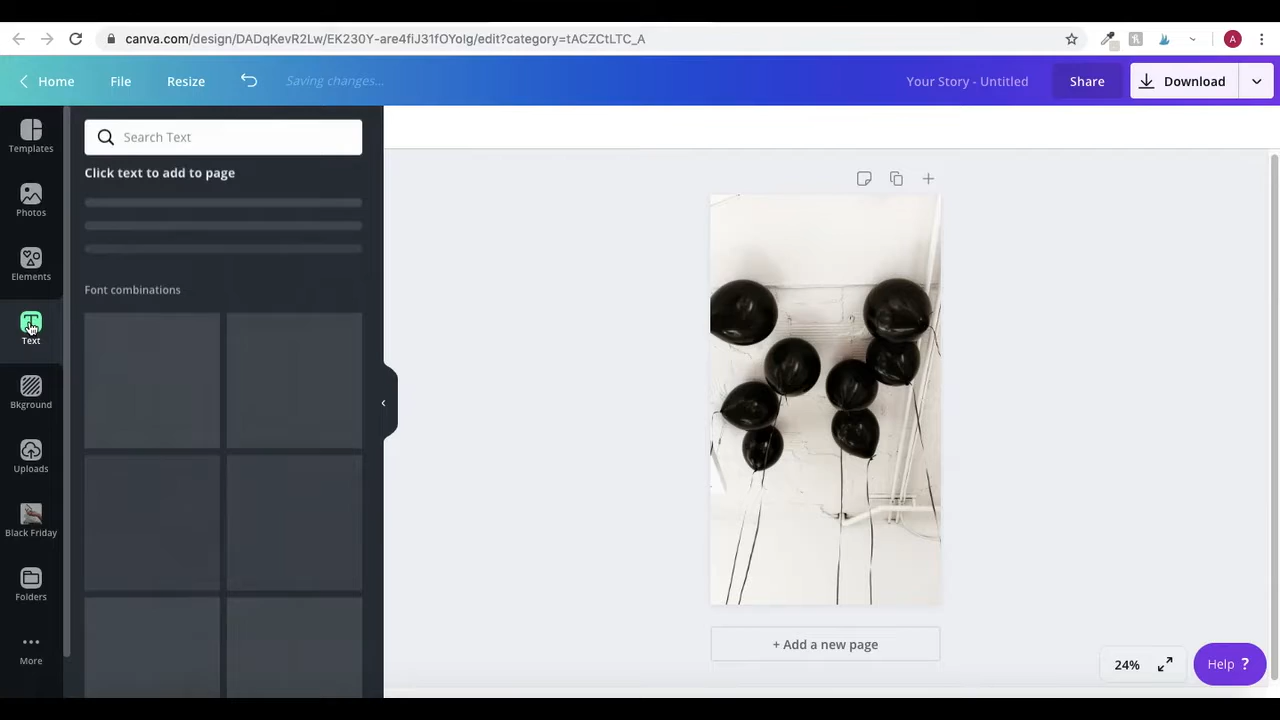 canva.com/design/DADqKevR2Lw/EK230Y-are4fiJ31fOYolg/edit?category=tACZCtLTC_A
A
Home
File
Resize
Saving changes...
Your Story - Untitled
Share
Download
Templates
Photos
Elements
Text
Bkground
Uploads
Black Friday
Folders
More
Search Text
Click text to add to page
Font combinations
+ Add a new page
24%
Help ?